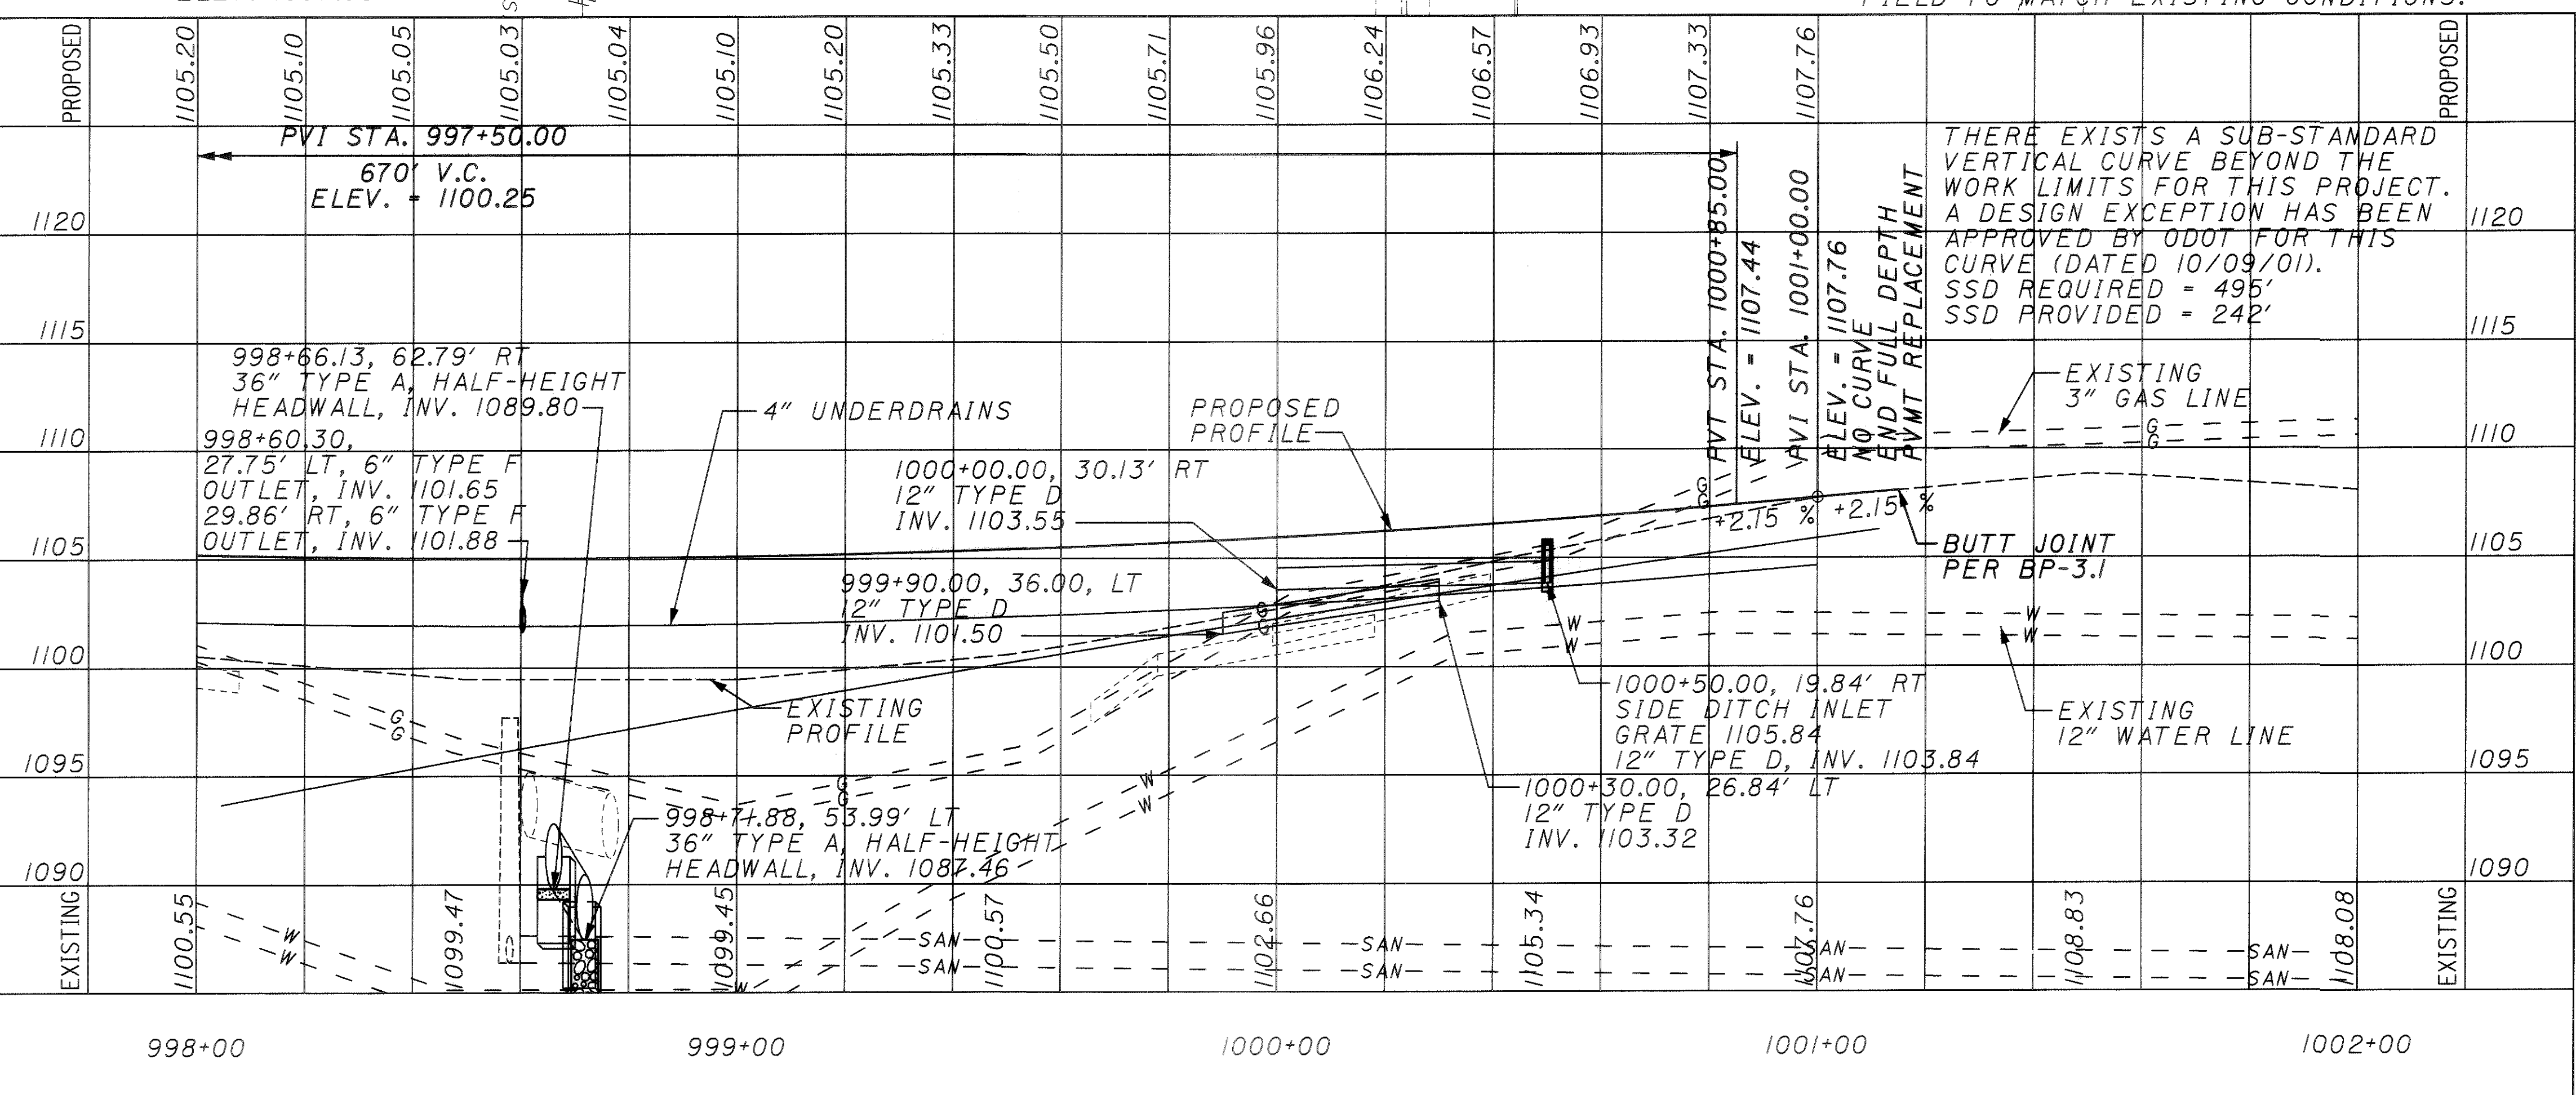 FIELD TO MATCH EXISTING CONDITIONS.
PROPOSED
1105.20
1105.10
1105.05
1105.03
1105.04
1105.10
1105.20
1105.33
1105.50
1105.71
1105.96
1106.24
1106.57
1106.93
1107.33
1107.76
PROPOSED
PVI STA. 997+50.00
670' V.C.
ELEV. = 1100.25
PVT STA. 1000+85.00
ELEV. = 1107.44
PVI STA. 1001+00.00
ELEV. = 1107.76
NO CURVE
END FULL DEPTH
PVMT REPLACEMENT
THERE EXISTS A SUB-STANDARD
VERTICAL CURVE BEYOND THE
WORK LIMITS FOR THIS PROJECT.
A DESIGN EXCEPTION HAS BEEN
APPROVED BY ODOT FOR THIS
CURVE (DATED 10/09/01).
SSD REQUIRED = 495'
SSD PROVIDED = 242'
1120
1115
1110
1105
1100
1095
1090
1120
1115
1110
1105
1100
1095
1090
998+66.13, 62.79' RT
36" TYPE A, HALF-HEIGHT
HEADWALL, INV. 1089.80
998+60.30,
27.75' LT, 6" TYPE F
OUTLET, INV. 1101.65
29.86' RT, 6" TYPE F
OUTLET, INV. 1101.88
4" UNDERDRAINS
PROPOSED
PROFILE
1000+00.00, 30.13' RT
12" TYPE D
INV. 1103.55
999+90.00, 36.00, LT
12" TYPE D
INV. 1101.50
EXISTING
3" GAS LINE
G
G
G
G
+2.15 %
+2.15 %
BUTT JOINT
PER BP-3.1
G
G
W
W
W
W
EXISTING
PROFILE
G
G
1000+50.00, 19.84' RT
SIDE DITCH INLET
GRATE 1105.84
12" TYPE D, INV. 1103.84
EXISTING
12" WATER LINE
G
G
W
W
1000+30.00, 26.84' LT
12" TYPE D
INV. 1103.32
998+71.88, 53.99' LT
36" TYPE A, HALF-HEIGHT
HEADWALL, INV. 1087.46
W
W
W
SAN
SAN
SAN
SAN
SAN
SAN
SAN
SAN
EXISTING
1100.55
1099.47
1099.45
1100.57
1102.66
1105.34
1107.76
1108.83
1108.08
EXISTING
998+00
999+00
1000+00
1001+00
1002+00